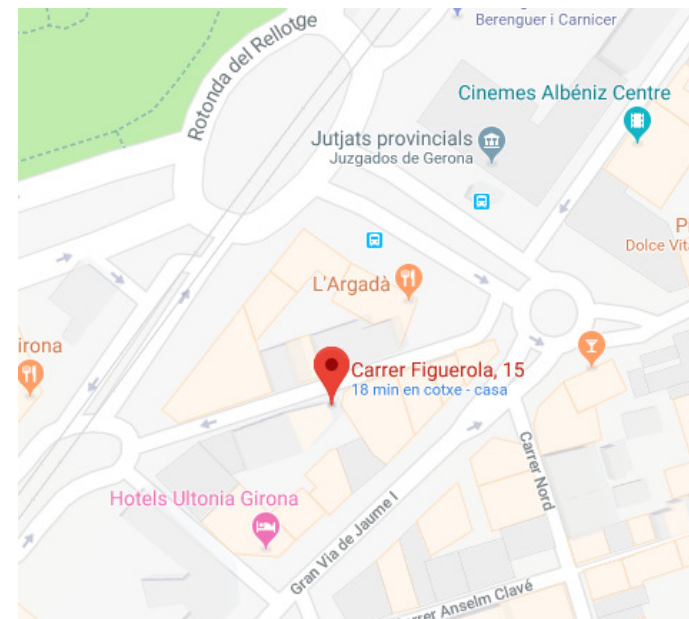 Rotonda del Rellotge
Berenguer i Carnicer
Cinemes Albéniz Centre
Jutjats provincials
Juzgados de Gerona
Dolce Vit
L'Argadà
irona
Carrer Figuerola, 15
18 min en cotxe - casa
Carrer Nord
Hotels Ultonia Girona
Gran Via de Jaume I
rrer Anselm Clavé